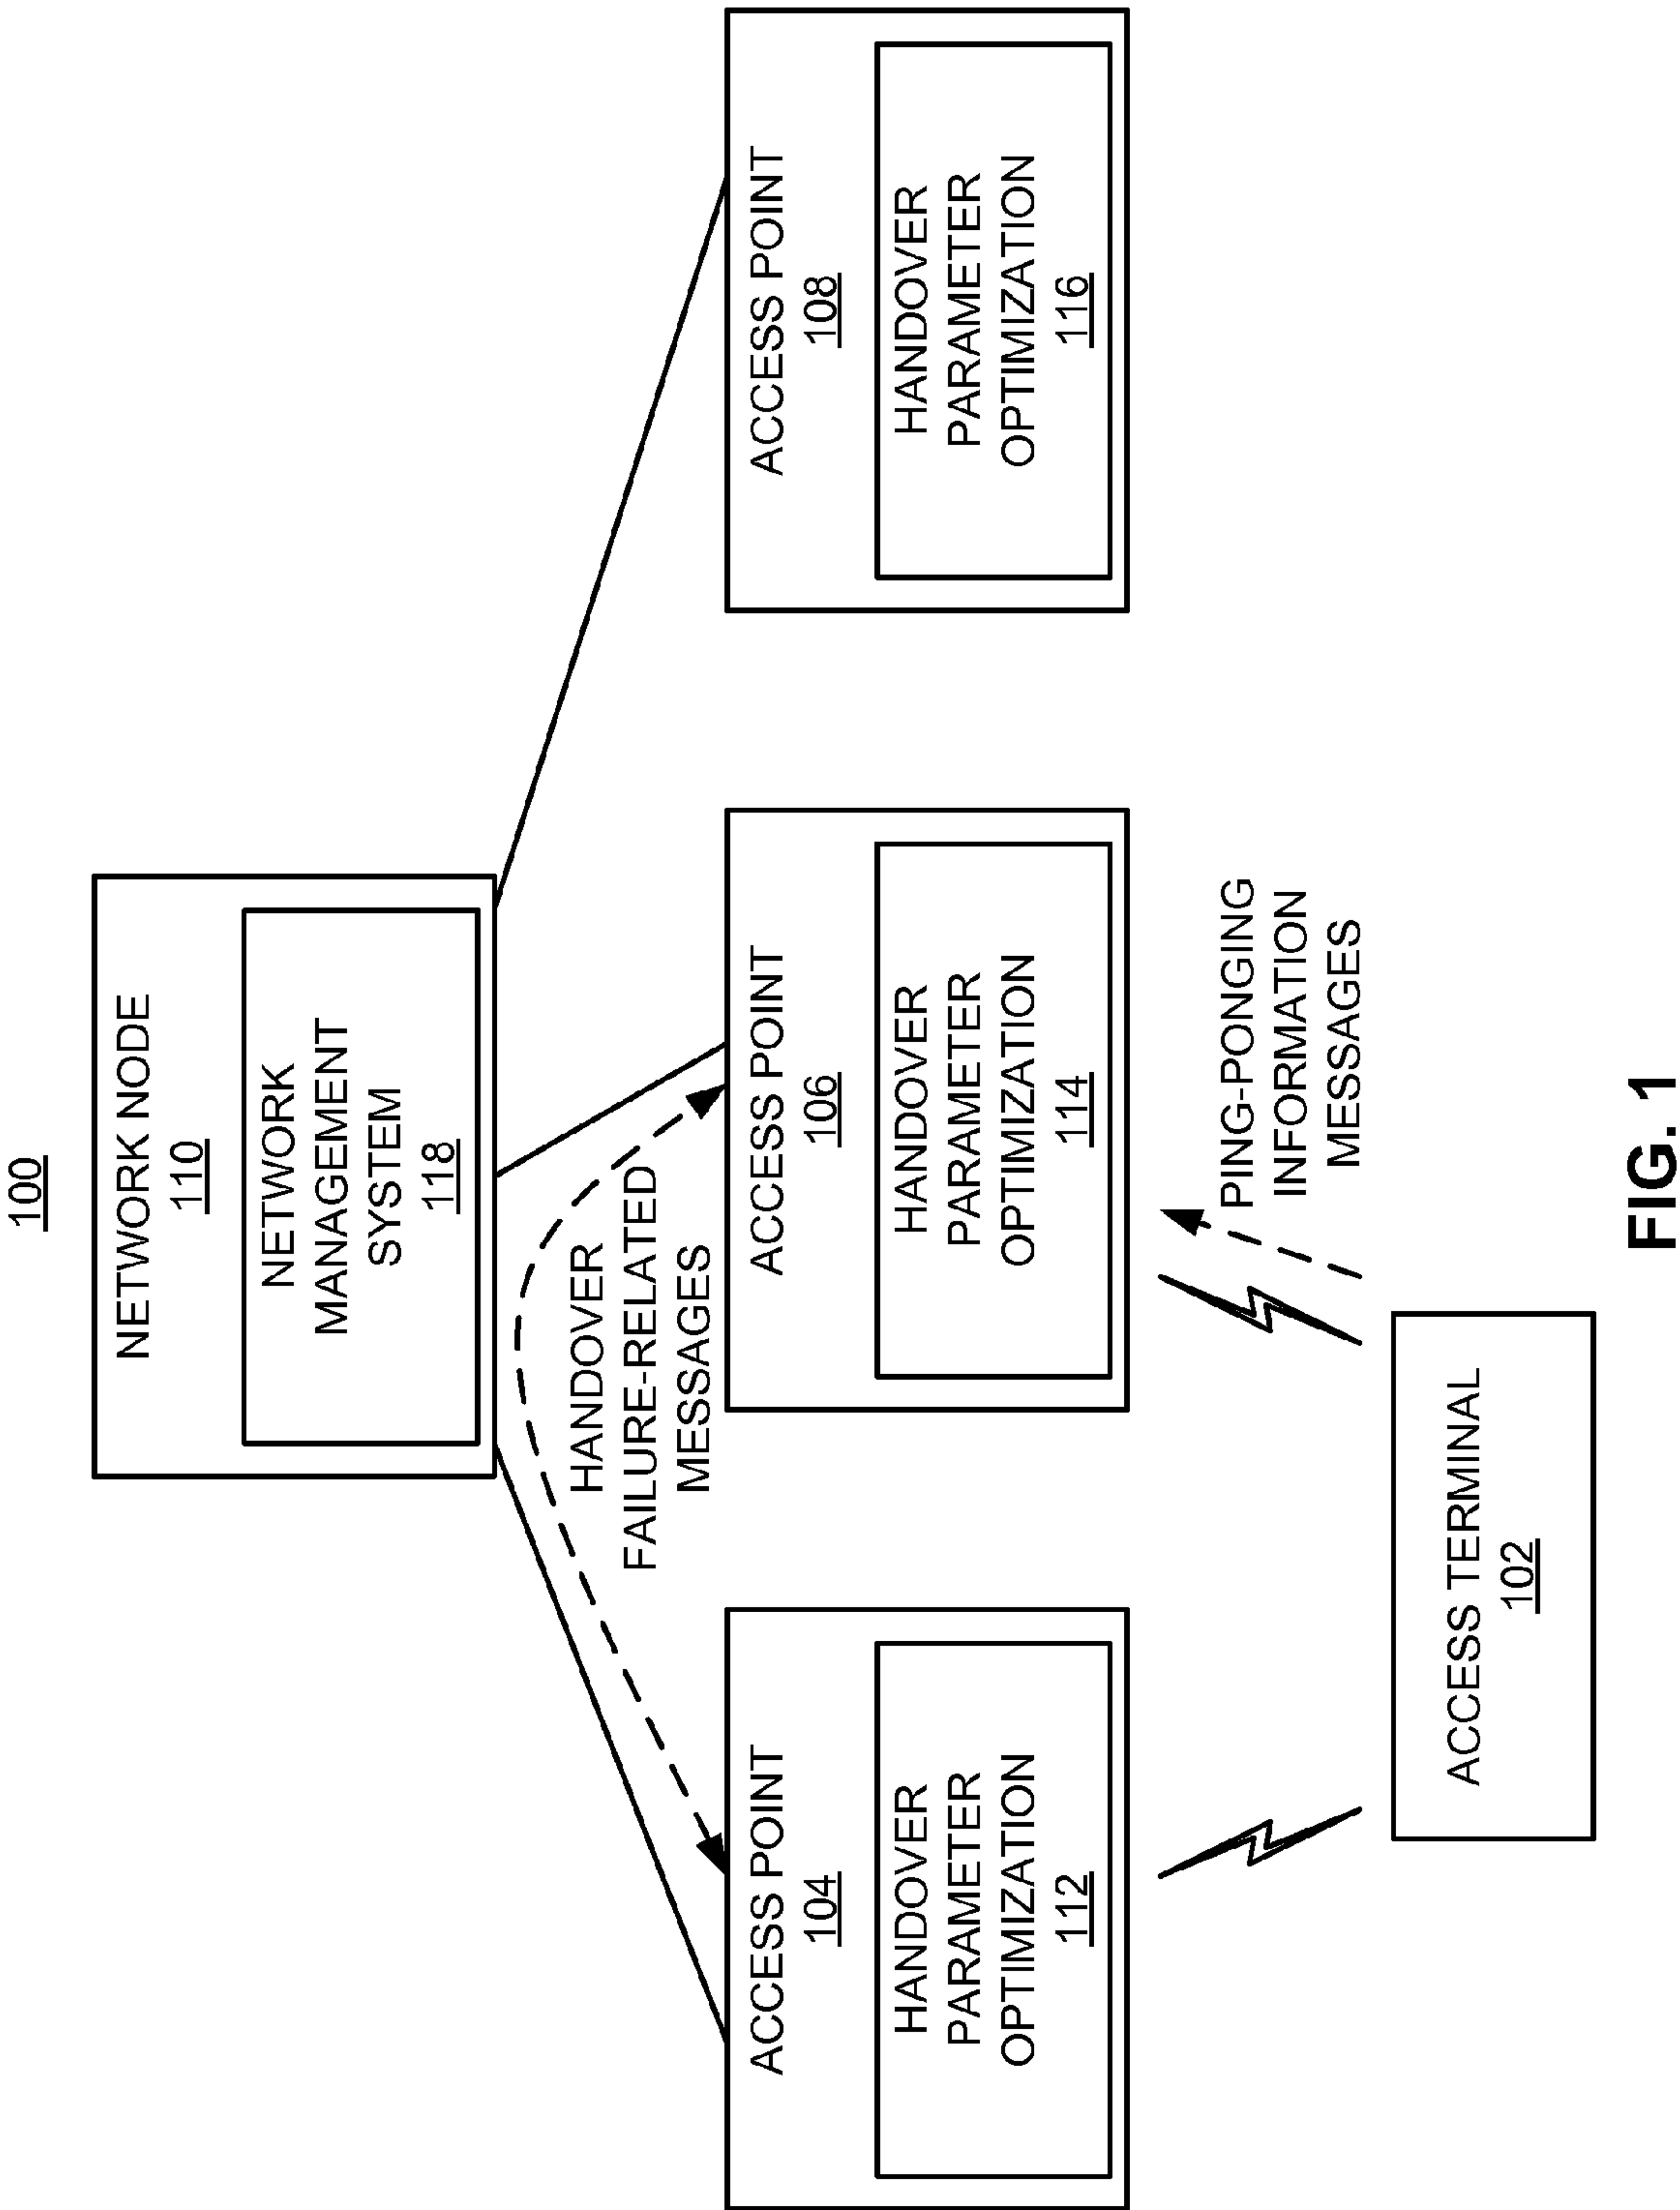 100
NETWORK NODE
110
NETWORK
MANAGEMENT
SYSTEM
118
HANDOVER
FAILURE-RELATED
MESSAGES
ACCESS POINT
104
HANDOVER
PARAMETER
OPTIMIZATION
112
ACCESS POINT
106
HANDOVER
PARAMETER
OPTIMIZATION
114
ACCESS POINT
108
HANDOVER
PARAMETER
OPTIMIZATION
116
PING-PONGING
INFORMATION
MESSAGES
ACCESS TERMINAL
102
FIG. 1